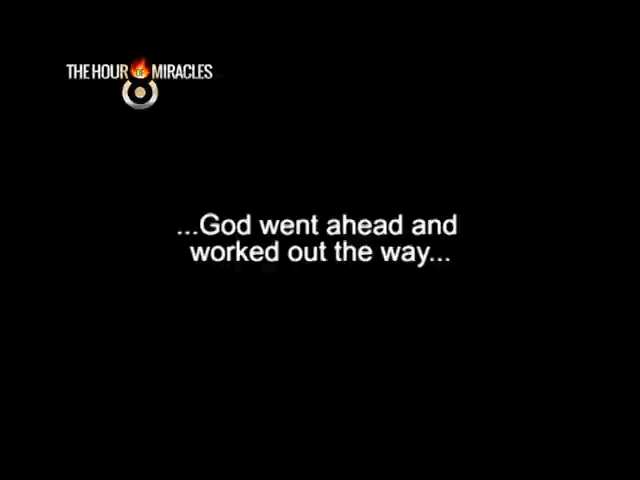 THE HOUR OF MIRACLES
...God went ahead and
worked out the way...